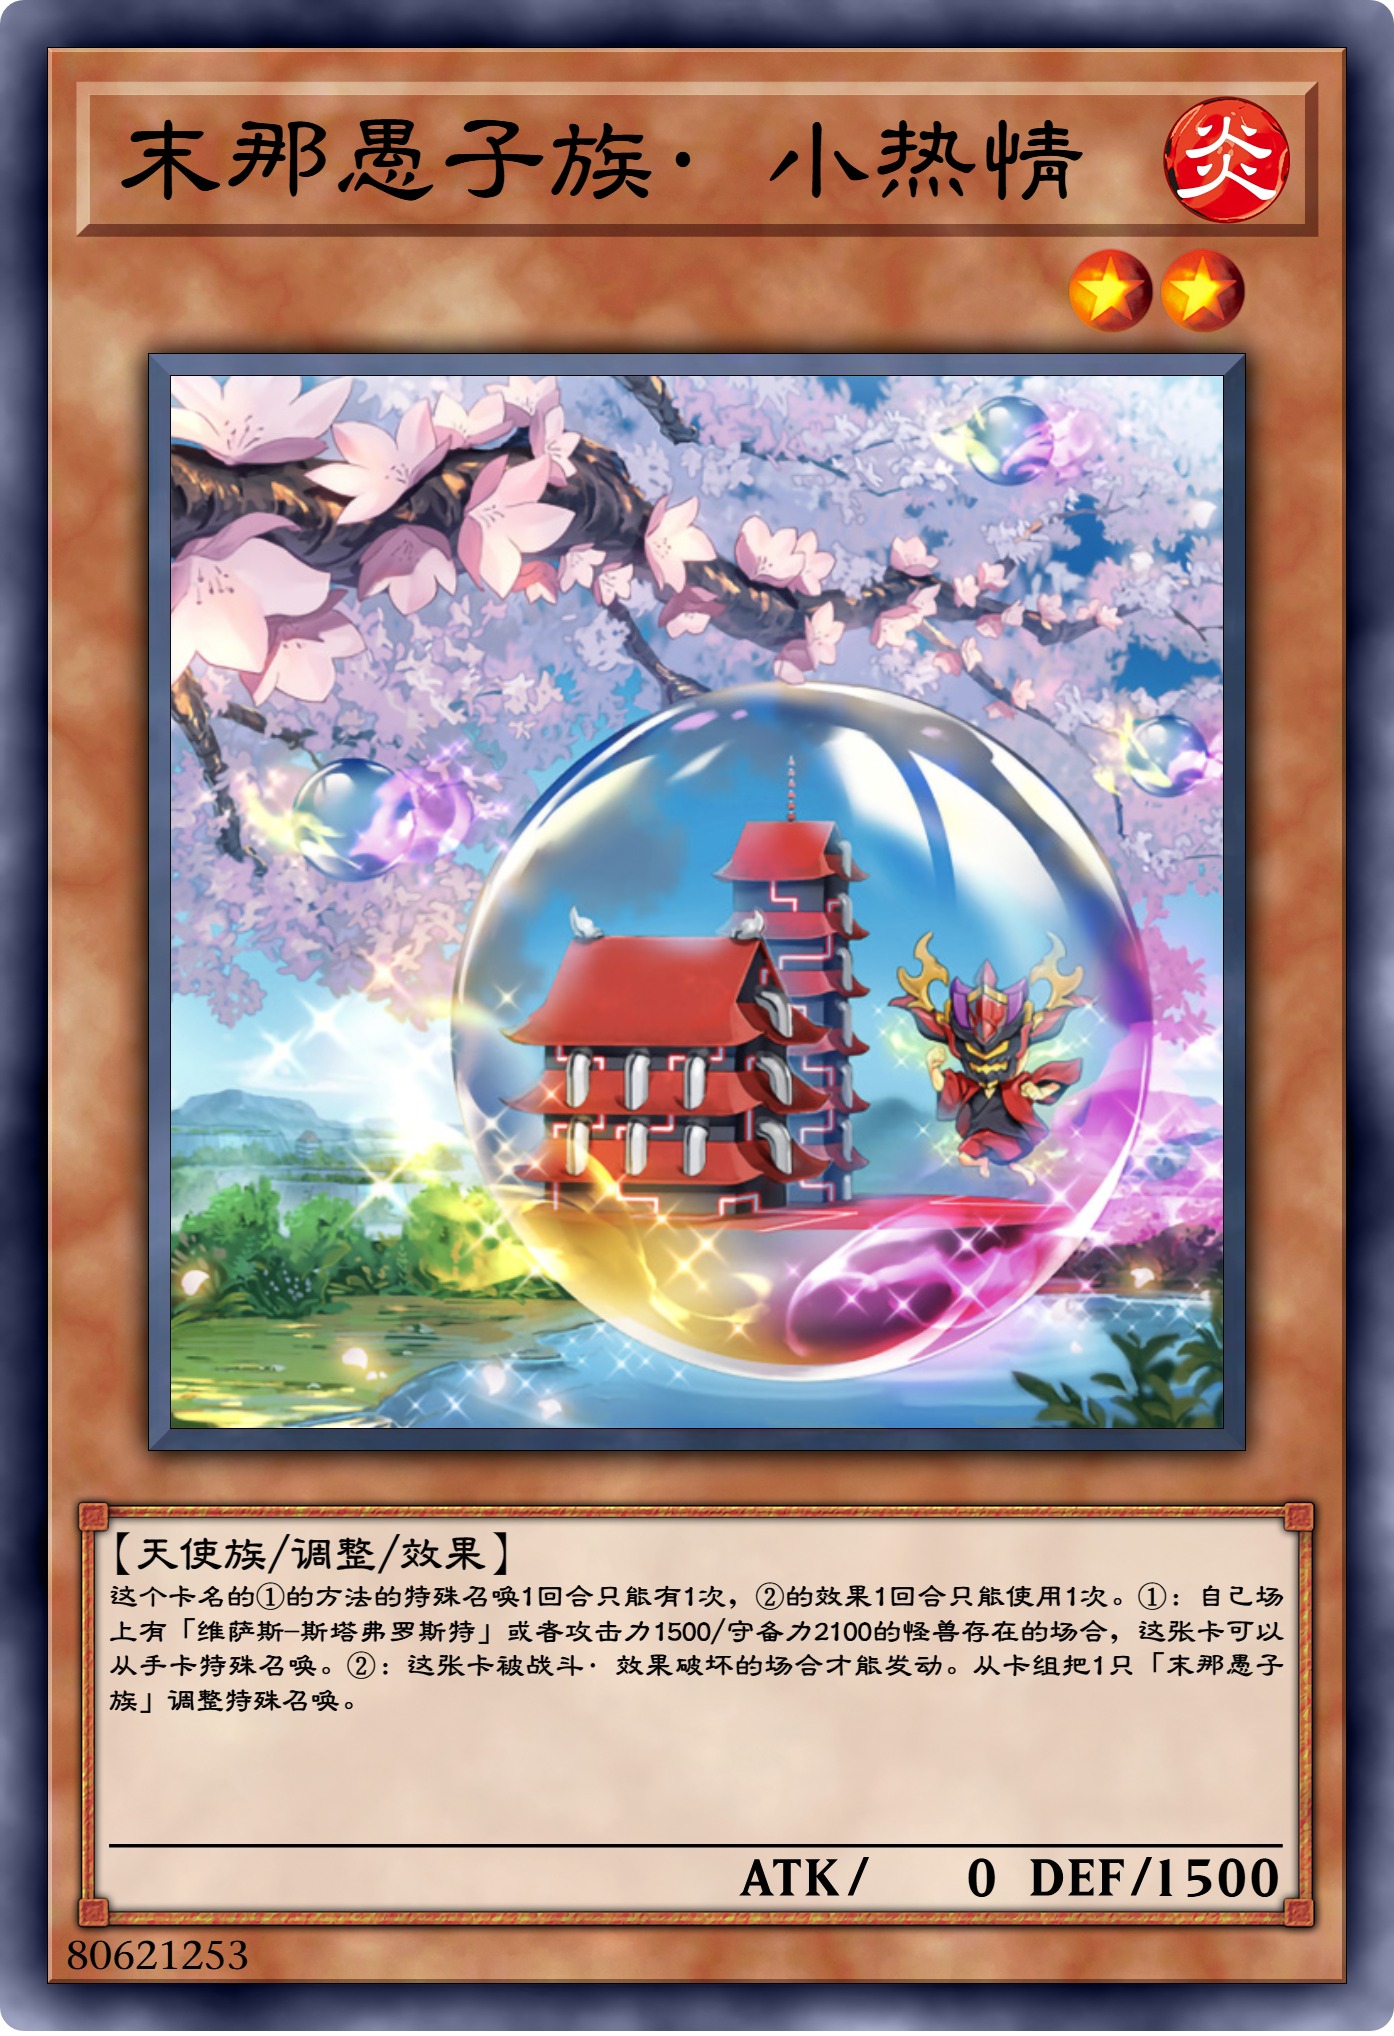 末那愚子族·小热情
炎
【天使族/调整/效果】
这个卡名的①的方法的特殊召唤1回合只能有1次，②的效果1回合只能使用1次。①：自己场
上有「维萨斯-斯塔弗罗斯特」或者攻击力1500/守备力2100的怪兽存在的场合，这张卡可以
从手卡特殊召唤。②：这张卡被战斗·效果破坏的场合才能发动。从卡组把1只「末那愚子
族」调整特殊召唤。
ATK/ 0 DEF/1500
80621253